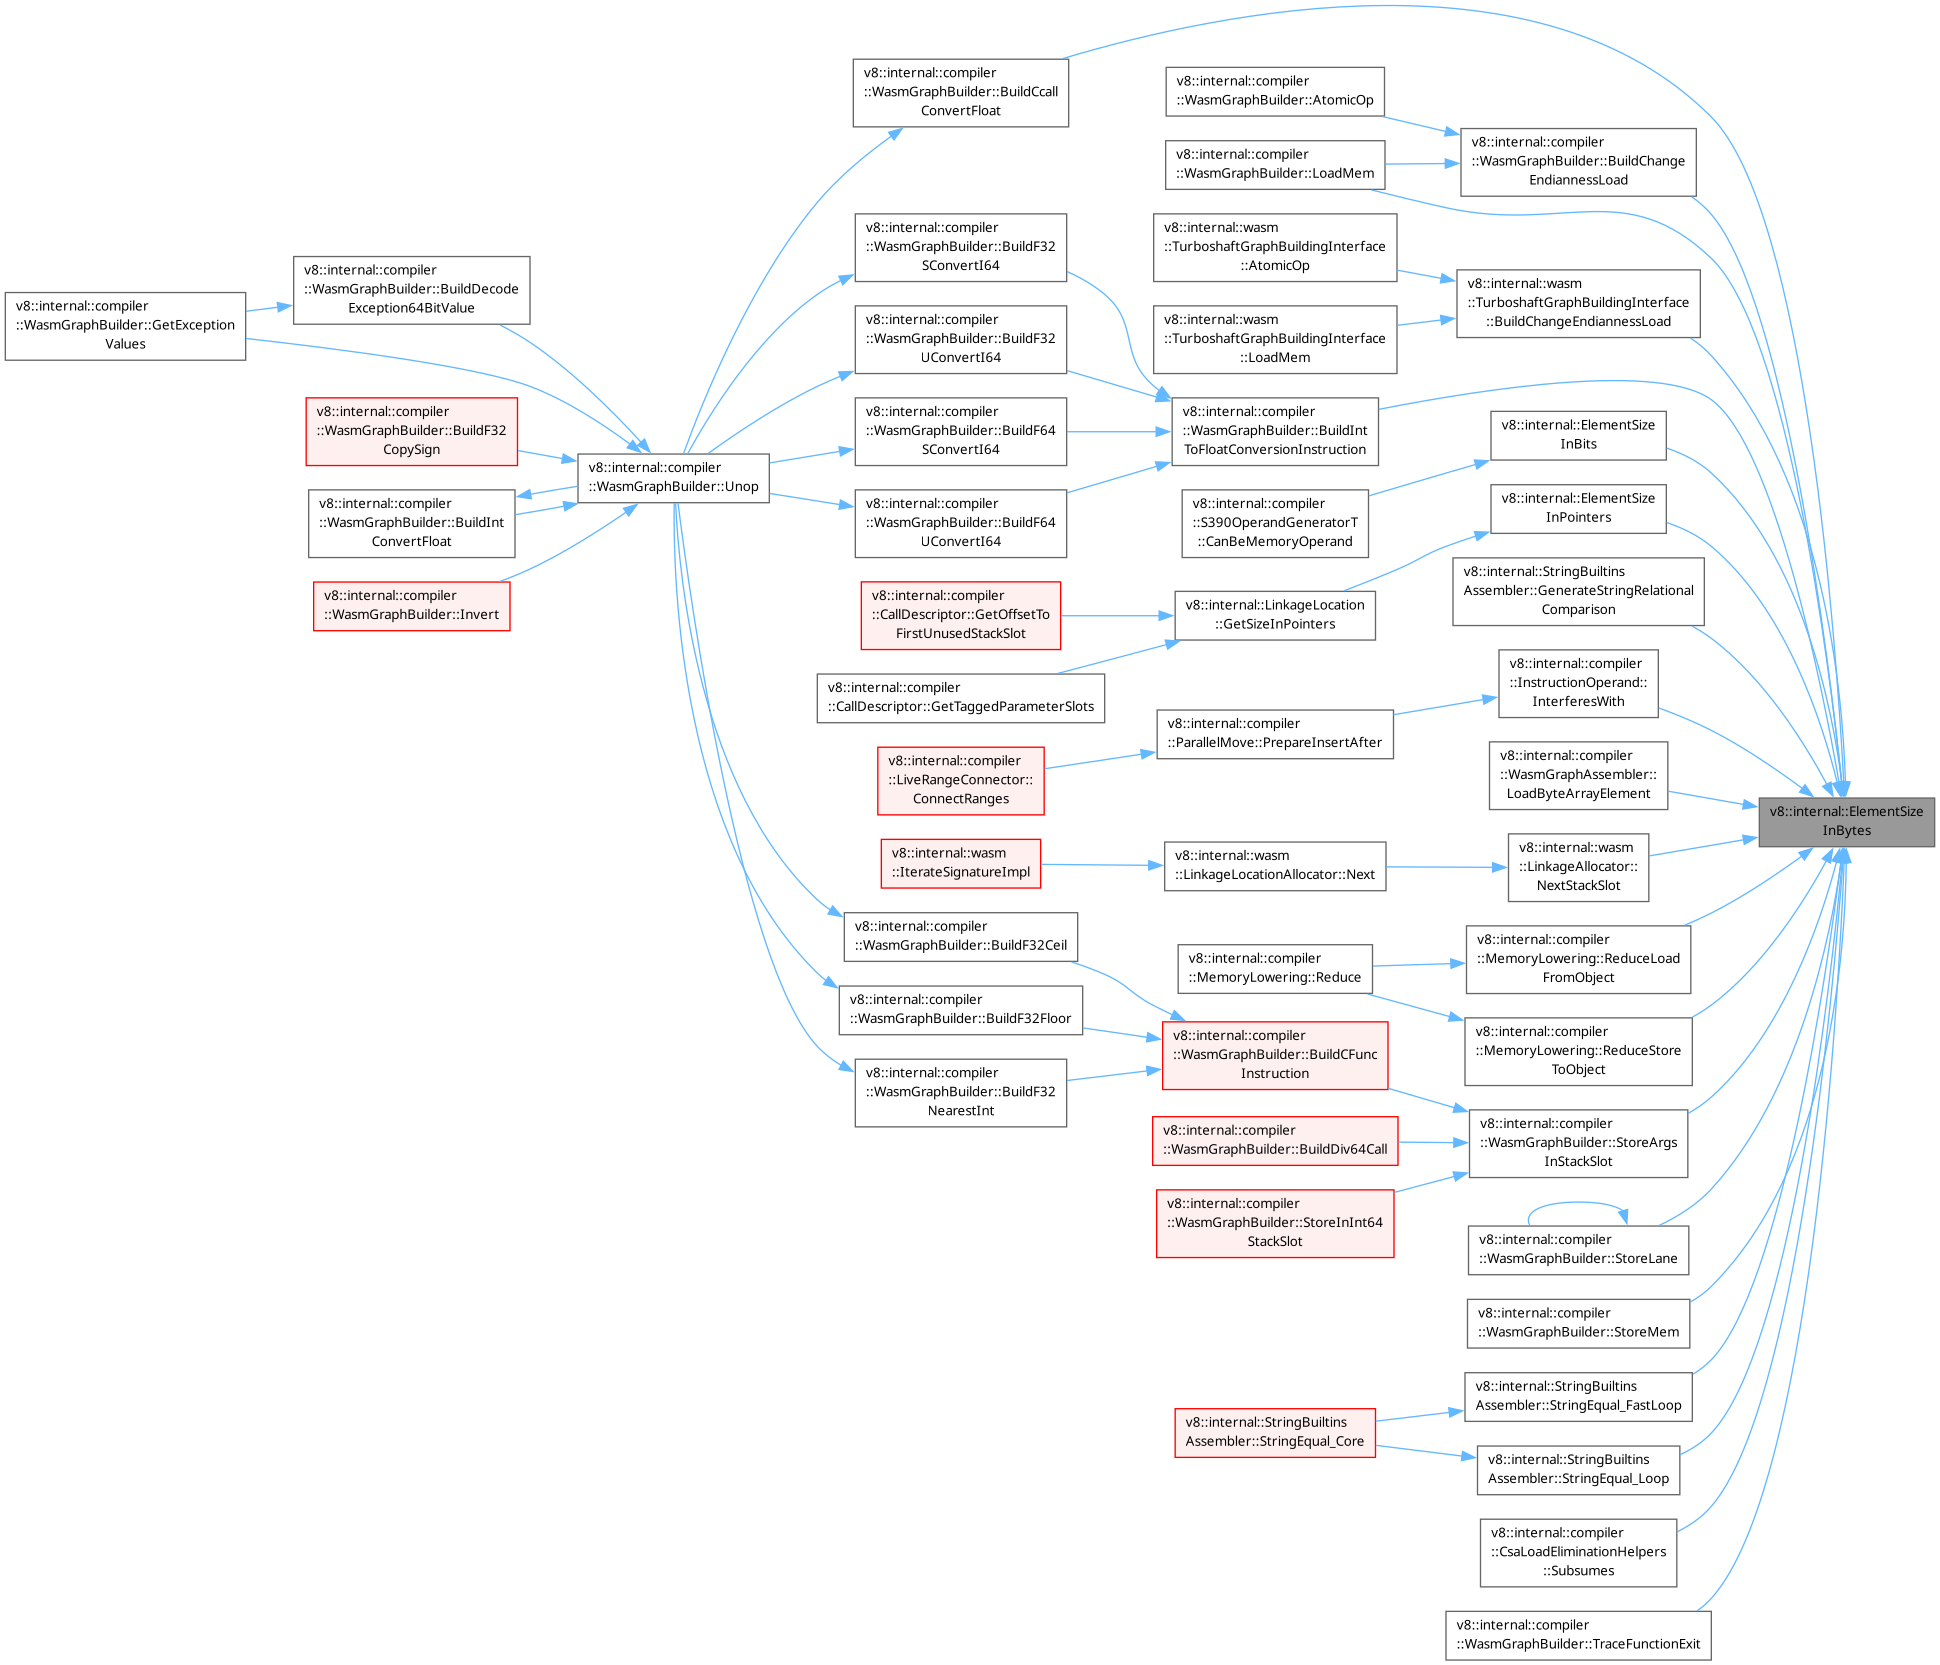 v8::internal::compiler
::WasmGraphBuilder::GetException
Values
v8::internal::compiler
::WasmGraphBuilder::BuildDecode
Exception64BitValue
v8::internal::compiler
::WasmGraphBuilder::BuildF32
CopySign
v8::internal::compiler
::WasmGraphBuilder::BuildInt
ConvertFloat
v8::internal::compiler
::WasmGraphBuilder::Invert
v8::internal::compiler
::WasmGraphBuilder::Unop
v8::internal::compiler
::WasmGraphBuilder::BuildCcall
ConvertFloat
v8::internal::compiler
::WasmGraphBuilder::BuildF32
SConvertI64
v8::internal::compiler
::WasmGraphBuilder::BuildF32
UConvertI64
v8::internal::compiler
::WasmGraphBuilder::BuildF64
SConvertI64
v8::internal::compiler
::WasmGraphBuilder::BuildF64
UConvertI64
v8::internal::compiler
::CallDescriptor::GetOffsetTo
FirstUnusedStackSlot
v8::internal::compiler
::CallDescriptor::GetTaggedParameterSlots
v8::internal::compiler
::LiveRangeConnector::
ConnectRanges
v8::internal::wasm
::IterateSignatureImpl
v8::internal::compiler
::WasmGraphBuilder::BuildF32Ceil
v8::internal::compiler
::WasmGraphBuilder::BuildF32Floor
v8::internal::compiler
::WasmGraphBuilder::BuildF32
NearestInt
v8::internal::compiler
::WasmGraphBuilder::AtomicOp
v8::internal::compiler
::WasmGraphBuilder::LoadMem
v8::internal::wasm
::TurboshaftGraphBuildingInterface
::AtomicOp
v8::internal::wasm
::TurboshaftGraphBuildingInterface
::LoadMem
v8::internal::compiler
::WasmGraphBuilder::BuildInt
ToFloatConversionInstruction
v8::internal::compiler
::S390OperandGeneratorT
::CanBeMemoryOperand
v8::internal::LinkageLocation
::GetSizeInPointers
v8::internal::compiler
::ParallelMove::PrepareInsertAfter
v8::internal::wasm
::LinkageLocationAllocator::Next
v8::internal::compiler
::MemoryLowering::Reduce
v8::internal::compiler
::WasmGraphBuilder::BuildCFunc
Instruction
v8::internal::compiler
::WasmGraphBuilder::BuildDiv64Call
v8::internal::compiler
::WasmGraphBuilder::StoreInInt64
StackSlot
v8::internal::StringBuiltins
Assembler::StringEqual_Core
v8::internal::compiler
::WasmGraphBuilder::BuildChange
EndiannessLoad
v8::internal::wasm
::TurboshaftGraphBuildingInterface
::BuildChangeEndiannessLoad
v8::internal::ElementSize
InBits
v8::internal::ElementSize
InPointers
v8::internal::StringBuiltins
Assembler::GenerateStringRelational
Comparison
v8::internal::compiler
::InstructionOperand::
InterferesWith
v8::internal::compiler
::WasmGraphAssembler::
LoadByteArrayElement
v8::internal::wasm
::LinkageAllocator::
NextStackSlot
v8::internal::compiler
::MemoryLowering::ReduceLoad
FromObject
v8::internal::compiler
::MemoryLowering::ReduceStore
ToObject
v8::internal::compiler
::WasmGraphBuilder::StoreArgs
InStackSlot
v8::internal::compiler
::WasmGraphBuilder::StoreLane
v8::internal::compiler
::WasmGraphBuilder::StoreMem
v8::internal::StringBuiltins
Assembler::StringEqual_FastLoop
v8::internal::StringBuiltins
Assembler::StringEqual_Loop
v8::internal::compiler
::CsaLoadEliminationHelpers
::Subsumes
v8::internal::compiler
::WasmGraphBuilder::TraceFunctionExit
v8::internal::ElementSize
InBytes